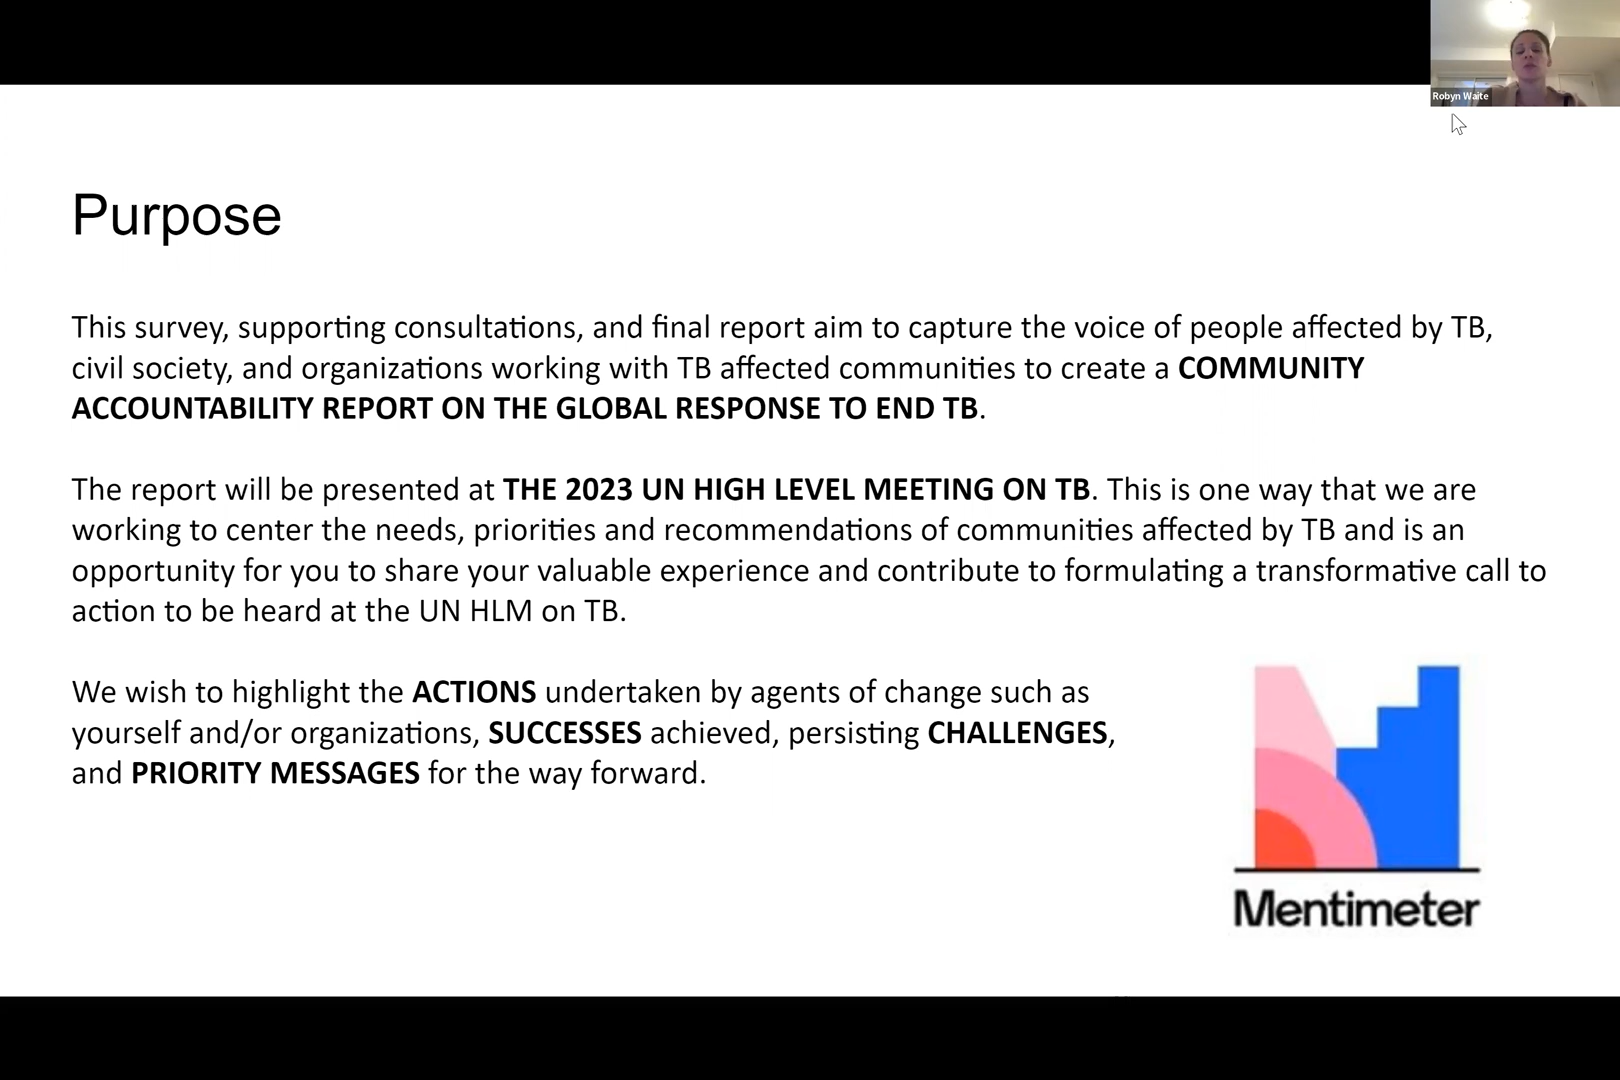 Robyn Waite
Purpose
This survey, supporting consultations, and final report aim to capture the voice of people affected by TB,
civil society, and organizations working with TB affected communities to create a COMMUNITY
ACCOUNTABILITY REPORT ON THE GLOBAL RESPONSE TO END TB.
The report will be presented at THE 2023 UN HIGH LEVEL MEETING ON TB. This is one way that we are
working to center the needs, priorities and recommendations of communities affected by TB and is an
opportunity for you to share your valuable experience and contribute to formulating a transformative call to
action to be heard at the UN HLM on TB.
We wish to highlight the ACTIONS undertaken by agents of change such as
yourself and/or organizations, SUCCESSES achieved, persisting CHALLENGES,
and PRIORITY MESSAGES for the way forward.
Mentimeter